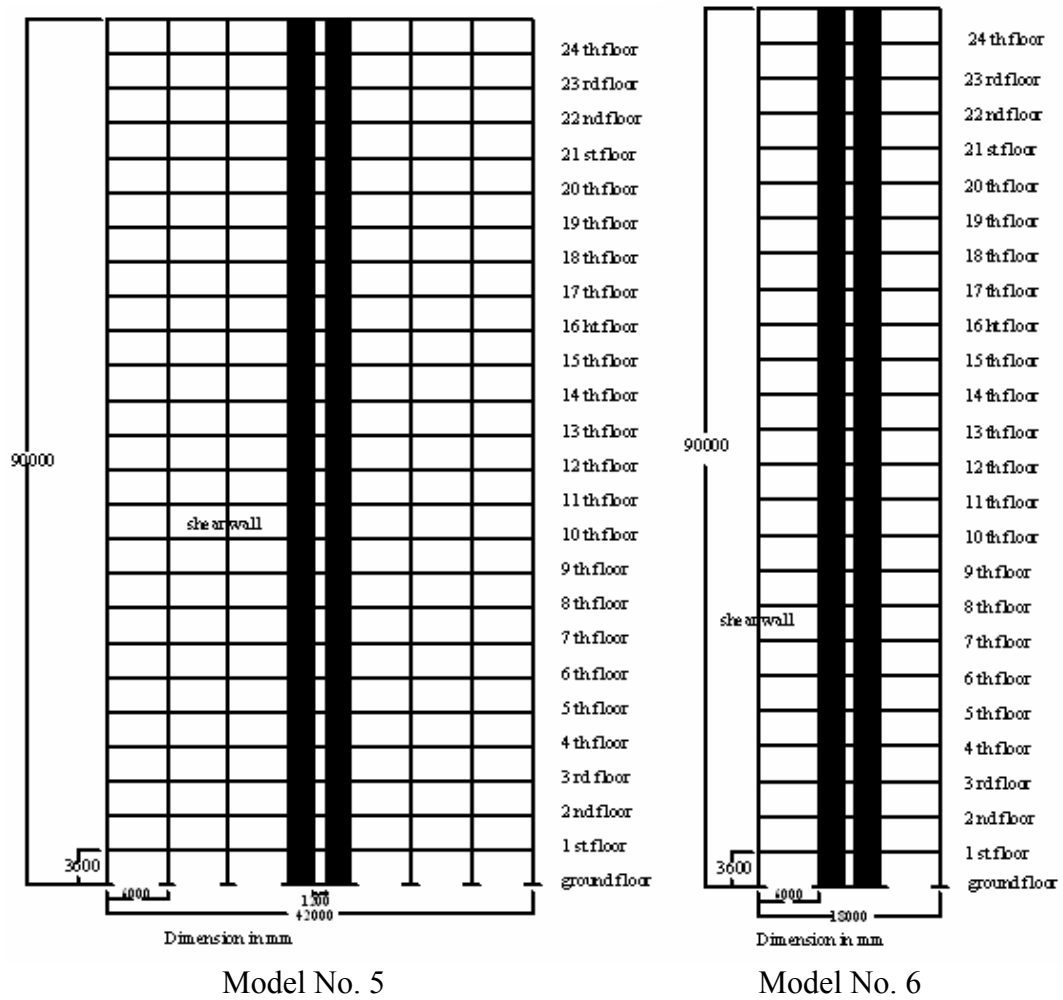 24 th floor
23 rd floor
22 nd floor
21 st floor
20 th floor
19 th floor
18 th floor
17 th floor
16 ht floor
15 th floor
14 th floor
13 th floor
12 th floor
11 th floor
10 th floor
9 th floor
8 th floor
7 th floor
6 th floor
5 th floor
4 th floor
3 rd floor
2 nd floor
1 st floor
ground floor
90000
shear wall
3600
6000
42000
Dimension in mm
Model No. 5
24 th floor
23 rd floor
22 nd floor
21 st floor
20 th floor
19 th floor
18 th floor
17 th floor
16 ht floor
15 th floor
14 th floor
13 th floor
12 th floor
11 th floor
10 th floor
9 th floor
8 th floor
7 th floor
6 th floor
5 th floor
4 th floor
3 rd floor
2 nd floor
1 st floor
ground floor
90000
shear wall
3600
6000
18000
Dimension in mm
Model No. 6